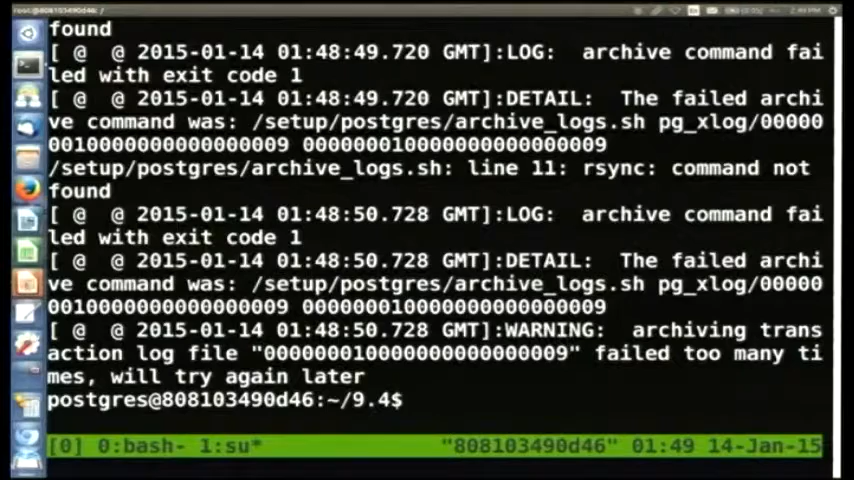 root@808103490d46: /
2:49 PM
found
[ @  @ 2015-01-14 01:48:49.720 GMT]:LOG:  archive command fai
led with exit code 1
[ @  @ 2015-01-14 01:48:49.720 GMT]:DETAIL:  The failed archi
ve command was: /setup/postgres/archive_logs.sh pg_xlog/00000
0010000000000000009 000000010000000000000009
/setup/postgres/archive_logs.sh: line 11: rsync: command not
found
[ @  @ 2015-01-14 01:48:50.728 GMT]:LOG:  archive command fai
led with exit code 1
[ @  @ 2015-01-14 01:48:50.728 GMT]:DETAIL:  The failed archi
ve command was: /setup/postgres/archive_logs.sh pg_xlog/00000
0010000000000000009 000000010000000000000009
[ @  @ 2015-01-14 01:48:50.728 GMT]:WARNING:  archiving trans
action log file "000000010000000000000009" failed too many ti
mes, will try again later
postgres@808103490d46:~/9.4$
[0] 0:bash- 1:su*                 "808103490d46" 01:49 14-Jan-15